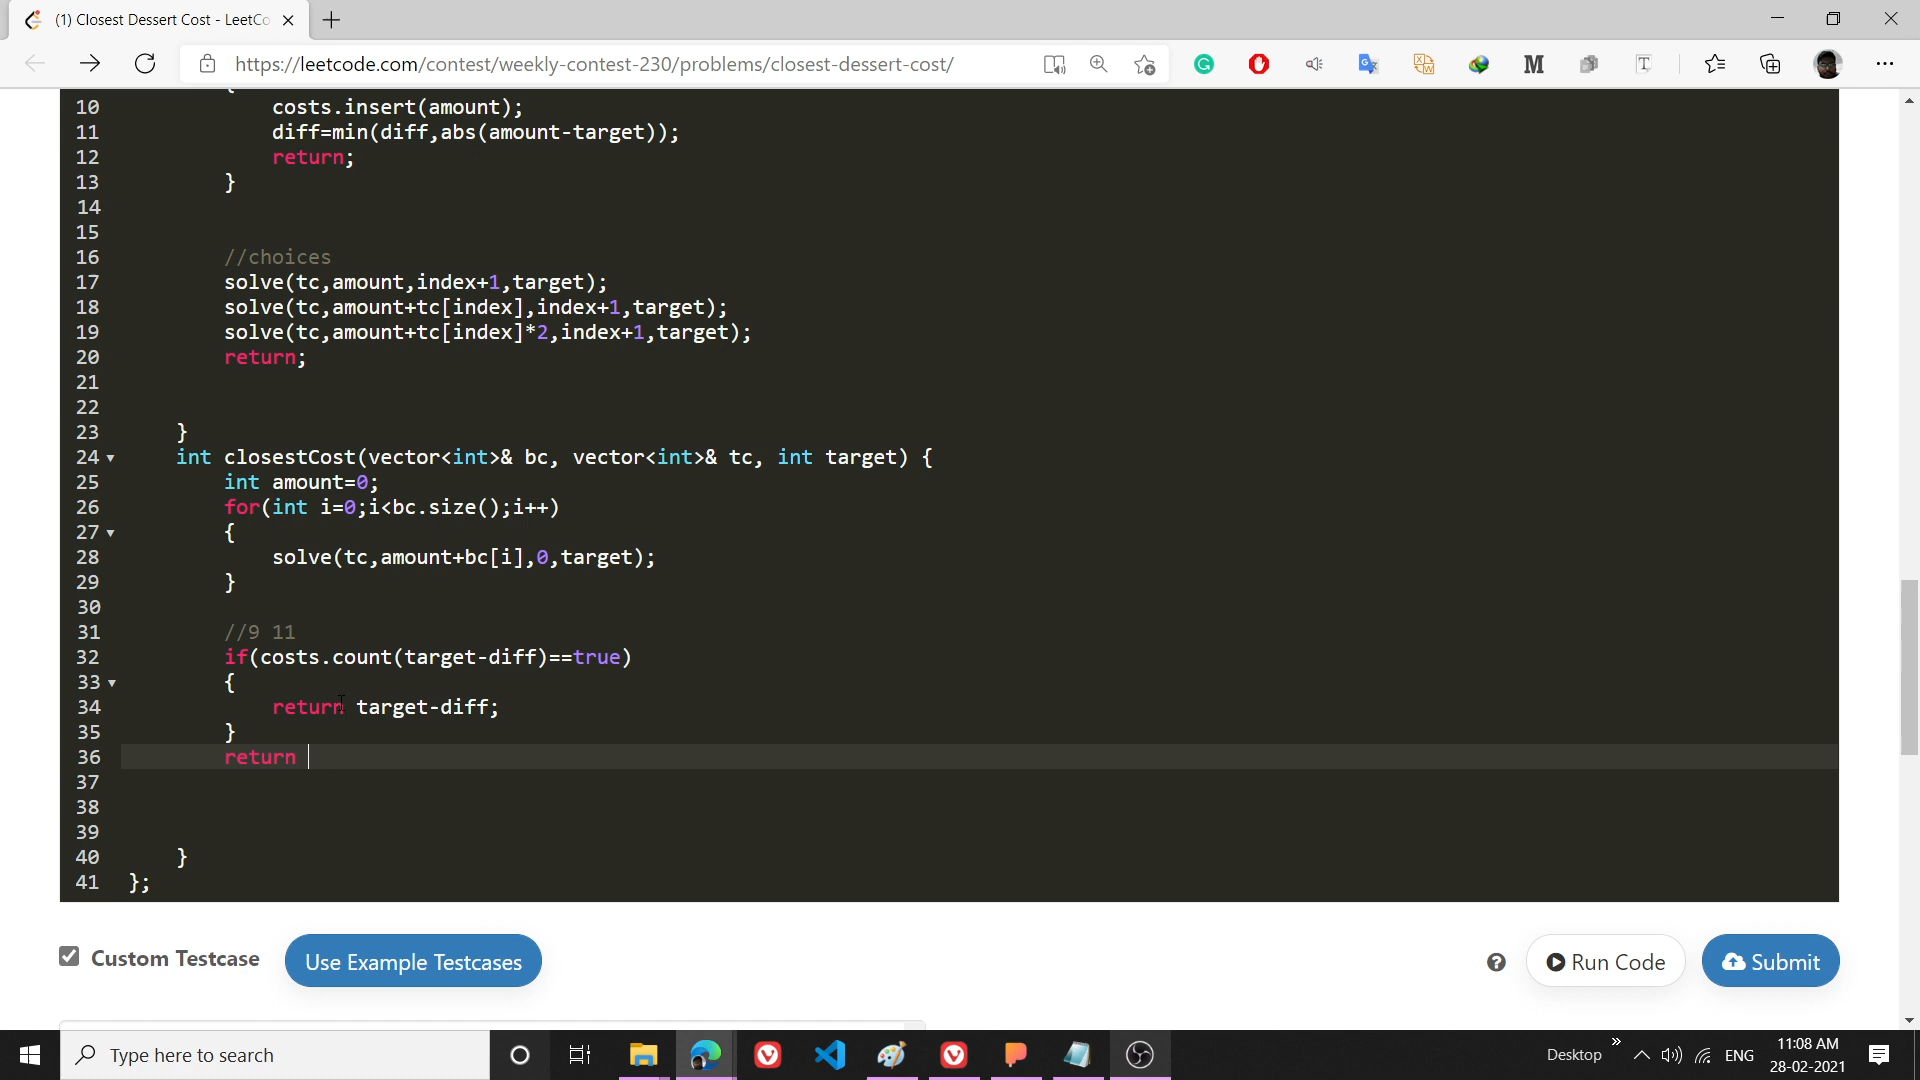 (1) Closest Dessert Cost - LeetCo
https://leetcode.com/contest/weekly-contest-230/problems/closest-dessert-cost/
10 costs.insert(amount);
11 diff=min(diff,abs(amount-target));
12 return;
13 }
14
15
16 //choices
17 solve(tc,amount,index+1,target);
18 solve(tc,amount+tc[index],index+1,target);
19 solve(tc,amount+tc[index]*2,index+1,target);
20 return;
21
22
23 }
24 int closestCost(vector<int>& bc, vector<int>& tc, int target) {
25 int amount=0;
26 for(int i=0;i<bc.size();i++)
27 {
28 solve(tc,amount+bc[i],0,target);
29 }
30
31 //9 11
32 if(costs.count(target-diff)==true)
33 {
34 return target-diff;
35 }
36 return
37
38
39
40 }
41 };
Custom Testcase Use Example Testcases Run Code Submit
Type here to search Desktop ENG 11:08 AM
28-02-2021